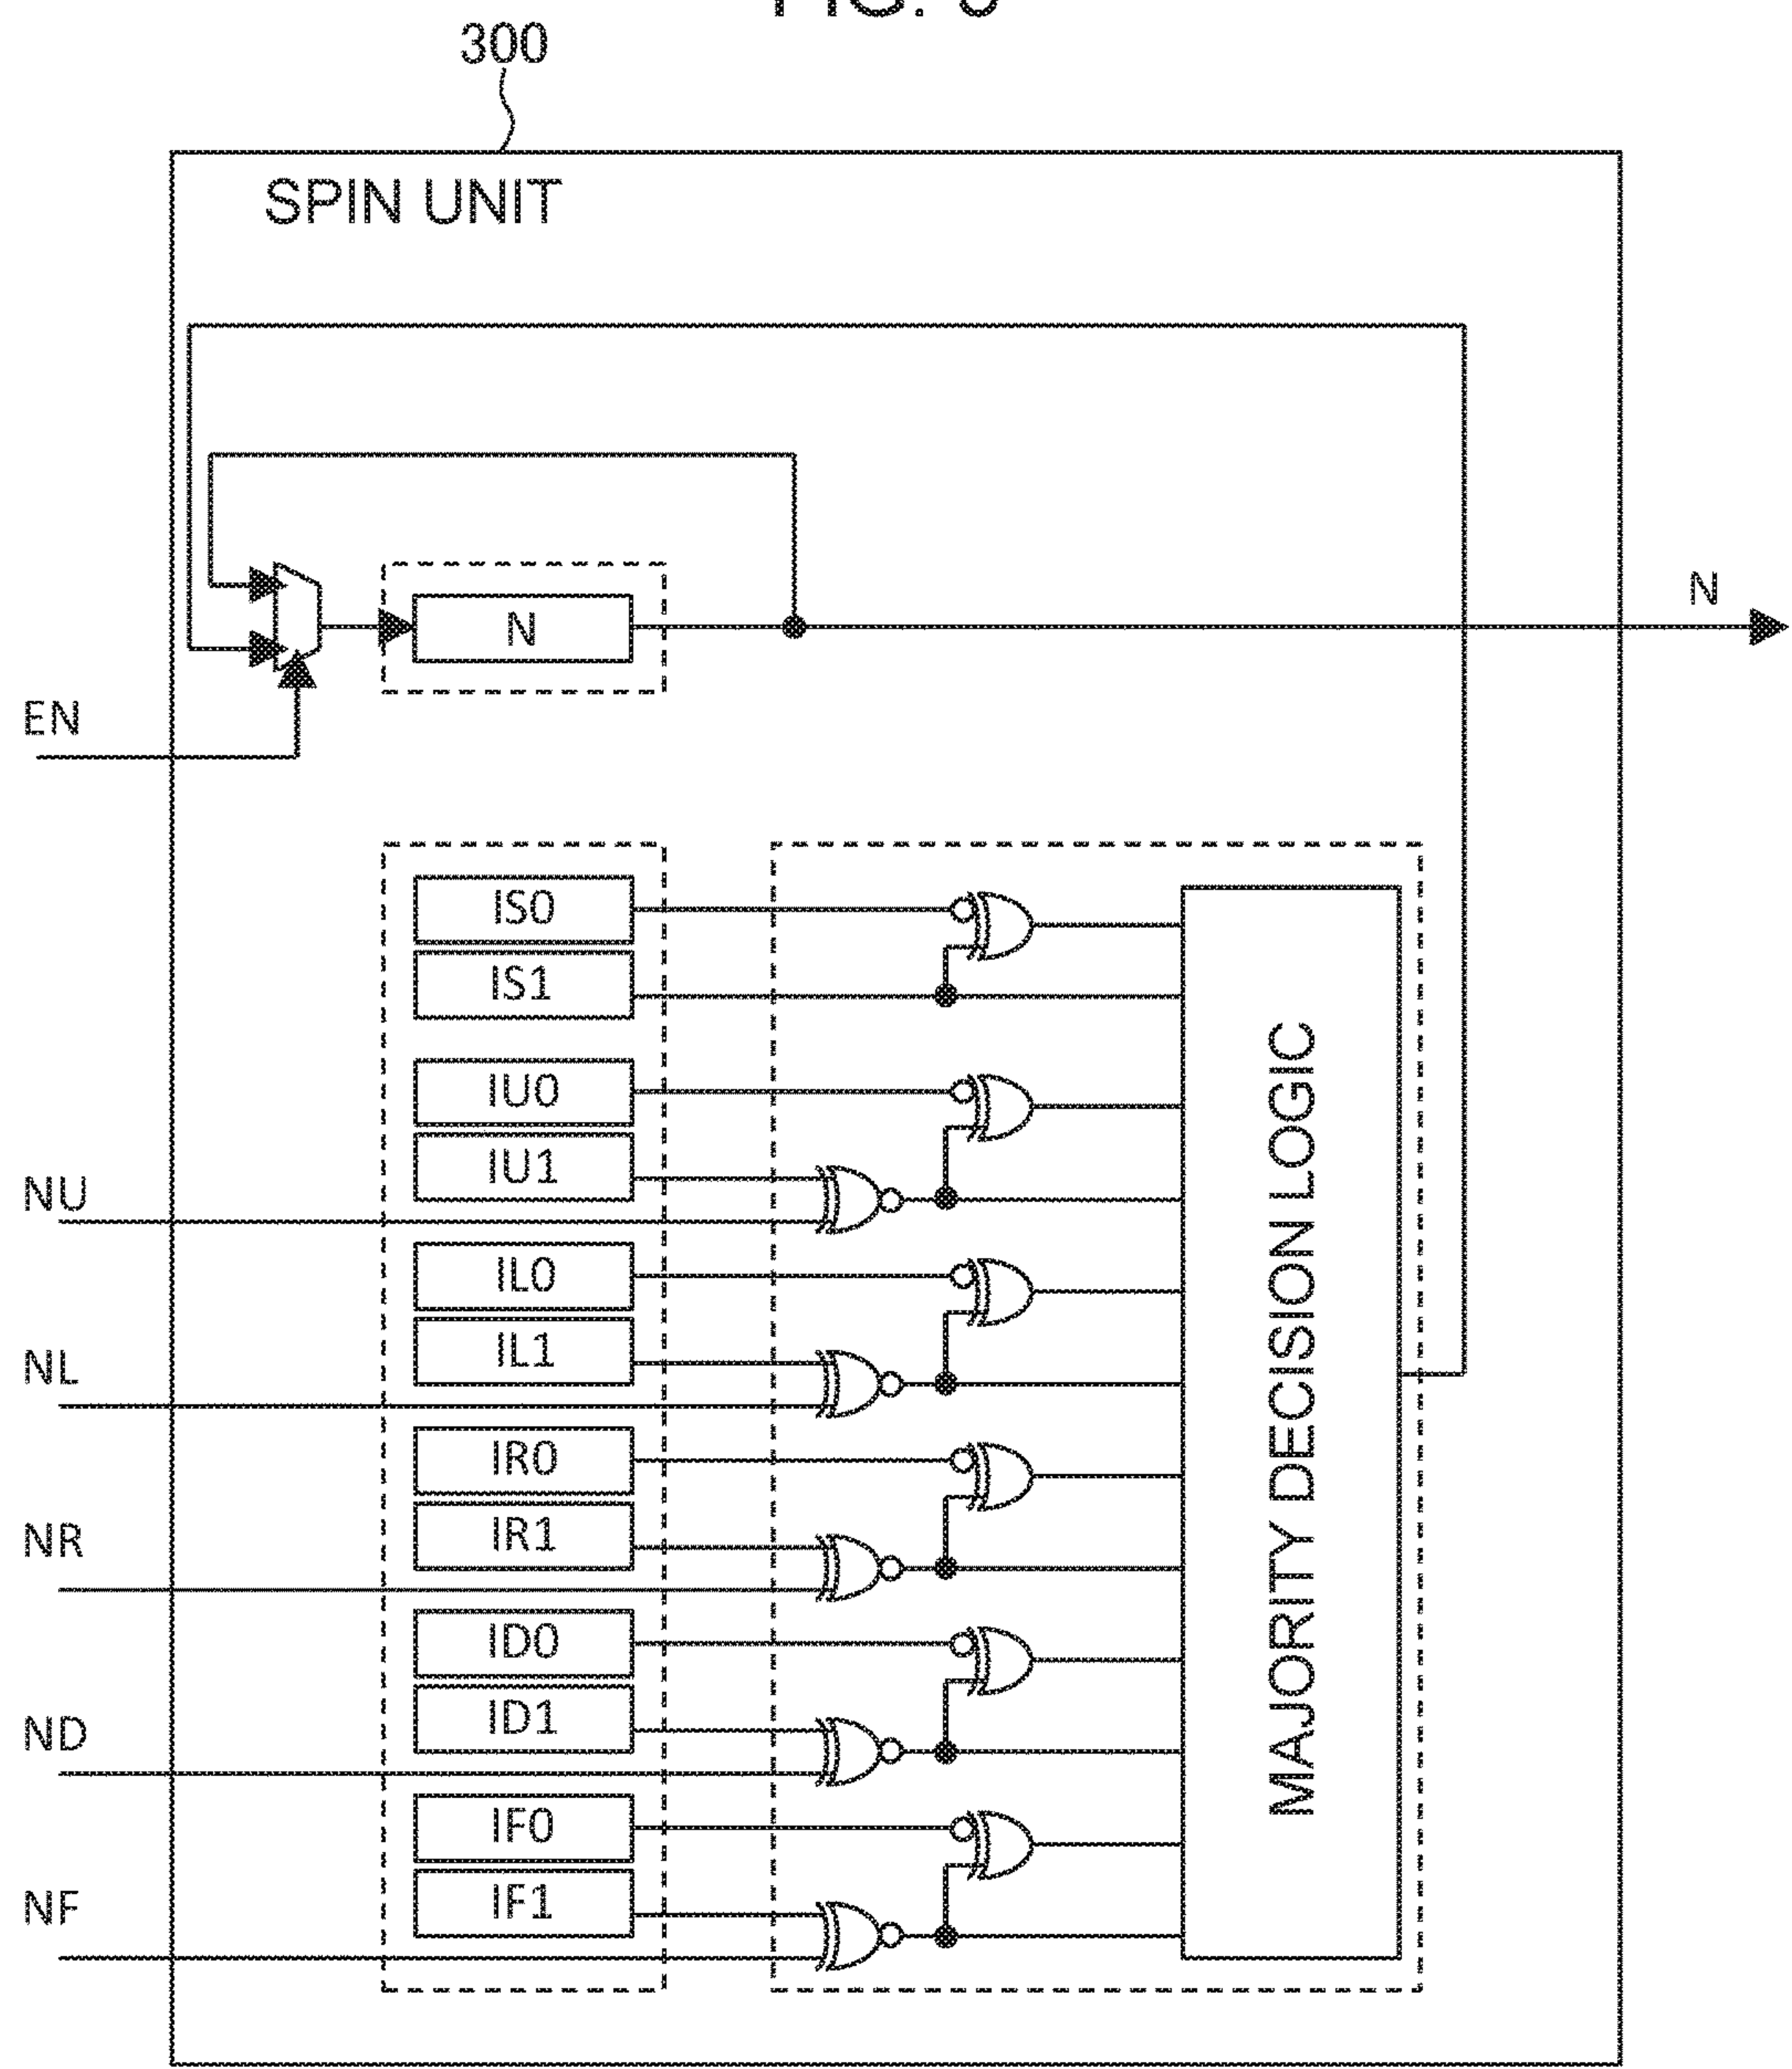 300
SPIN UNIT
N
N
EN
IS0
IS1
IU0
IU1
NU
IL0
IL1
NL
IR0
IR1
NR
ID0
ID1
ND
IF0
IF1
NF
MAJORITY DECISION LOGIC